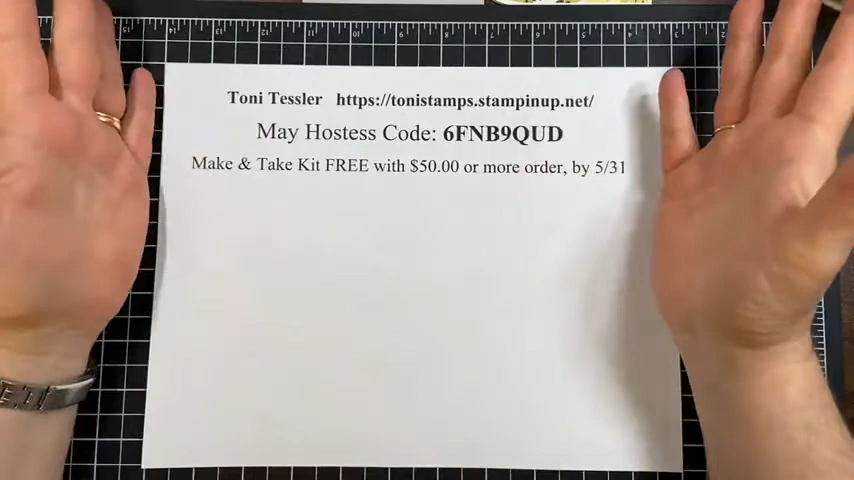 Toni Tessler https://tonistamps.stampinup.net/
May Hostess Code: 6FNB9QUD
Make & Take Kit FREE with $50.00 or more order, by 5/31